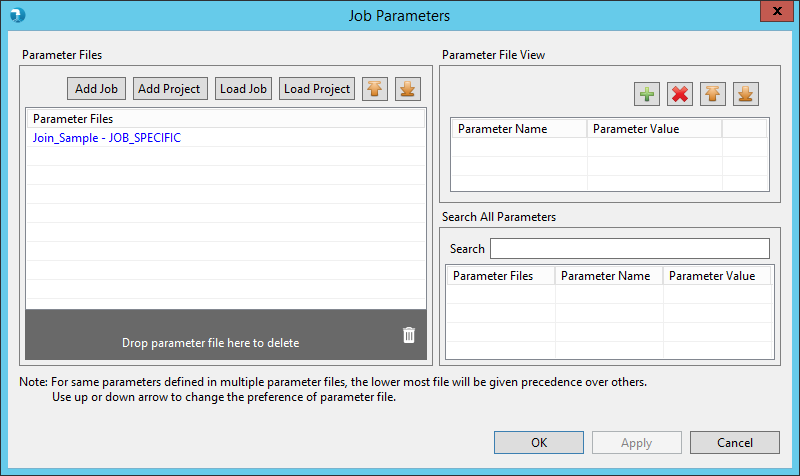 Job Parameters
x
Parameter Files
Add Job
Add Project
Load Job
Load Project
Parameter Files
Join_Sample - JOB_SPECIFIC
Drop parameter file here to delete
Parameter File View
Parameter Name
Parameter Value
Search All Parameters
Search
Parameter Files
Parameter Name
Parameter Value
Note: For same parameters defined in multiple parameter files, the lower most file will be given precedence over others.
Use up or down arrow to change the preference of parameter file.
OK
Apply
Cancel